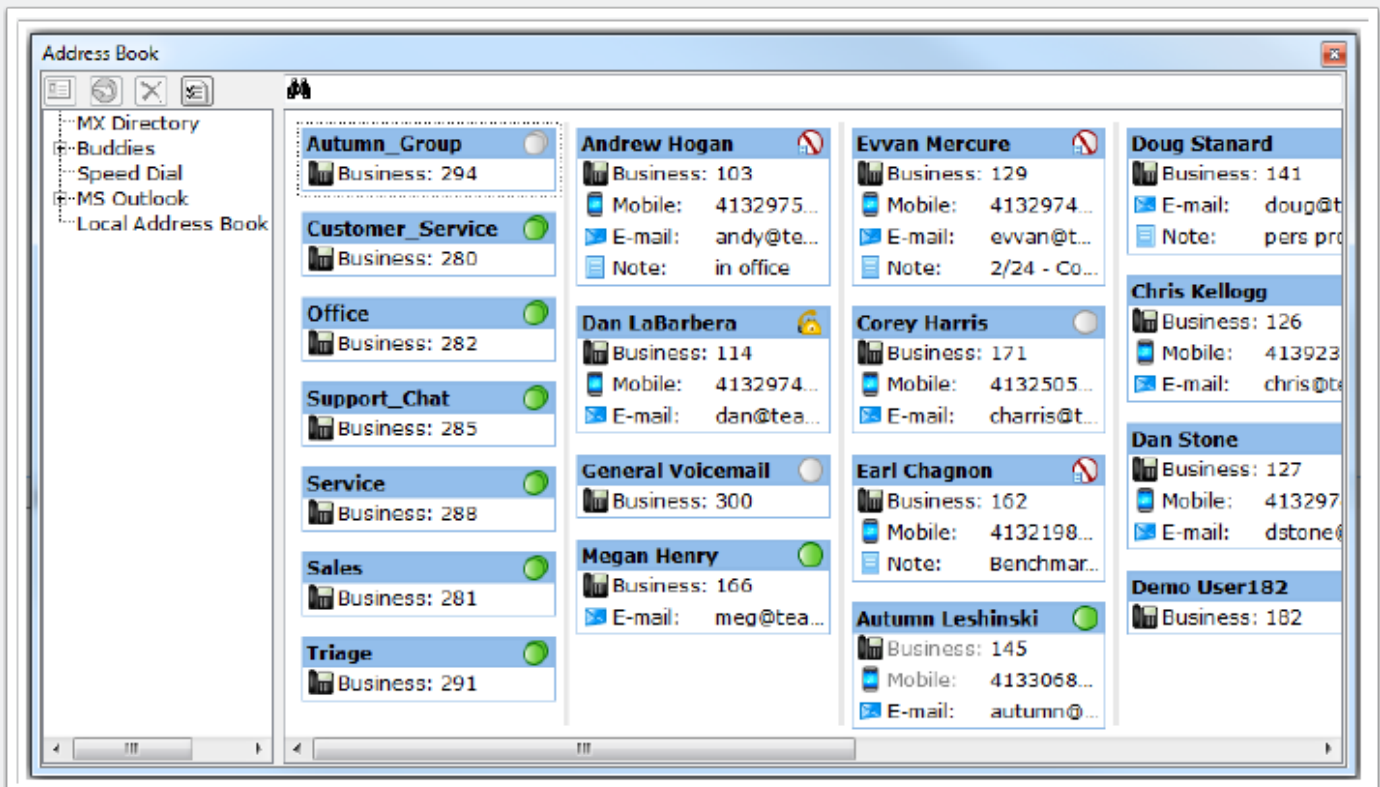 Address Book
MX Directory
Buddies
Speed Dial
MS Outlook
Local Address Book
Autumn_Group
Business: 294
Customer_Service
Business: 280
Office
Business: 282
Support_Chat
Business: 285
Service
Business: 288
Sales
Business: 281
Triage
Business: 291
Andrew Hogan
Business: 103
Mobile: 4132975...
E-mail: andy@te...
Note: in office
Dan LaBarbera
Business: 114
Mobile: 4132974...
E-mail: dan@tea...
General Voicemail
Business: 300
Megan Henry
Business: 166
E-mail: meg@tea...
Evvan Mercure
Business: 129
Mobile: 4132974...
E-mail: evvan@t...
Note: 2/24 - Co...
Corey Harris
Business: 171
Mobile: 4132505...
E-mail: charris@t...
Earl Chagnon
Business: 162
Mobile: 4132198...
Note: Benchmar...
Autumn Leshinski
Business: 145
Mobile: 4133068...
E-mail: autumn@...
Doug Stanard
Business: 141
E-mail: doug@t
Note: pers pro
Chris Kellogg
Business: 126
Mobile: 413923
E-mail: chris@te
Dan Stone
Business: 127
Mobile: 413297
E-mail: dstone@
Demo User182
Business: 182